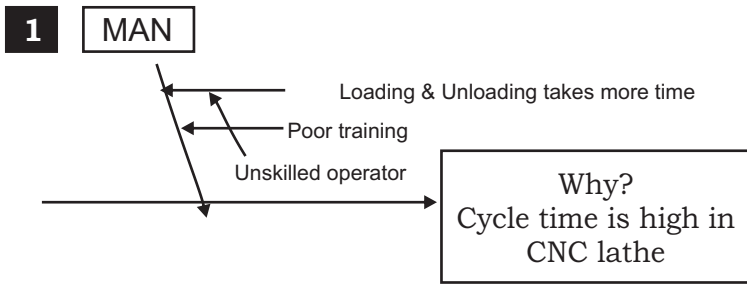 1
MAN
Loading & Unloading takes more time
Poor training
Unskilled operator
Why?
Cycle time is high in
CNC lathe